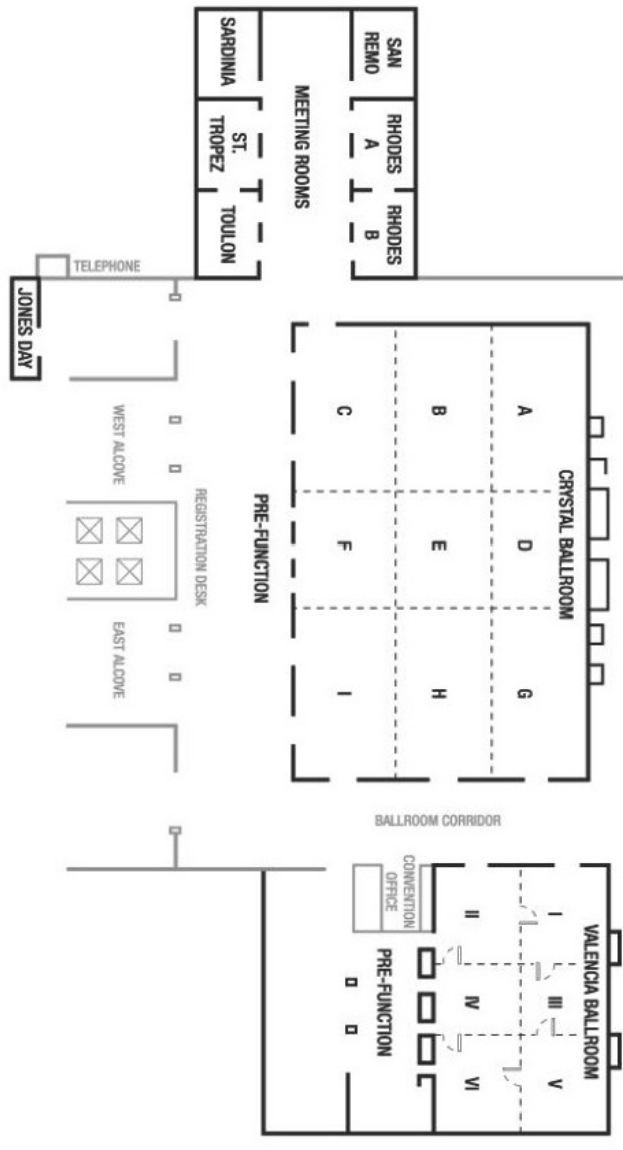 SAN
REMO
RHODES
A
RHODES
B
MEETING ROOMS
SARDINIA
ST.
TROPEZ
TOULON
TELEPHONE
JONES DAY
CRYSTAL BALLROOM
A
D
G
B
E
H
C
F
I
PRE-FUNCTION
REGISTRATION DESK
WEST ALCOVE
EAST ALCOVE
BALLROOM CORRIDOR
VALENCIA BALLROOM
I
III
V
II
IV
VI
CONVENTION
OFFICE
PRE-FUNCTION